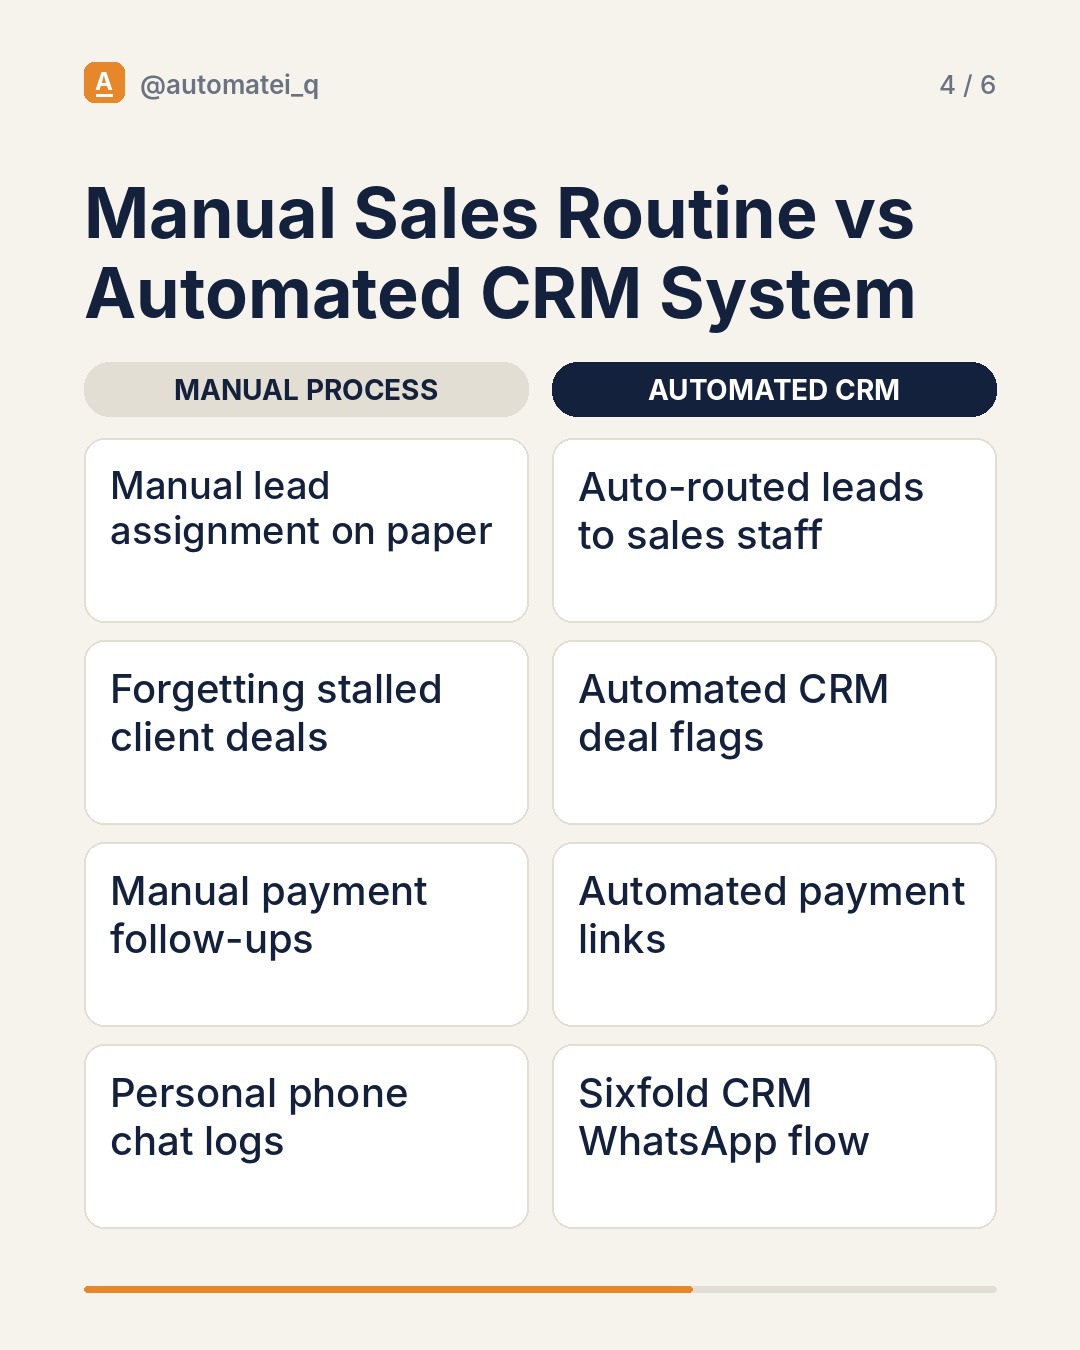 A
@automatei_q
4 / 6
Manual Sales Routine vs
Automated CRM System
MANUAL PROCESS
AUTOMATED CRM
Manual lead
assignment on paper
Auto-routed leads
to sales staff
Forgetting stalled
client deals
Automated CRM
deal flags
Manual payment
follow-ups
Automated payment
links
Personal phone
chat logs
Sixfold CRM
WhatsApp flow